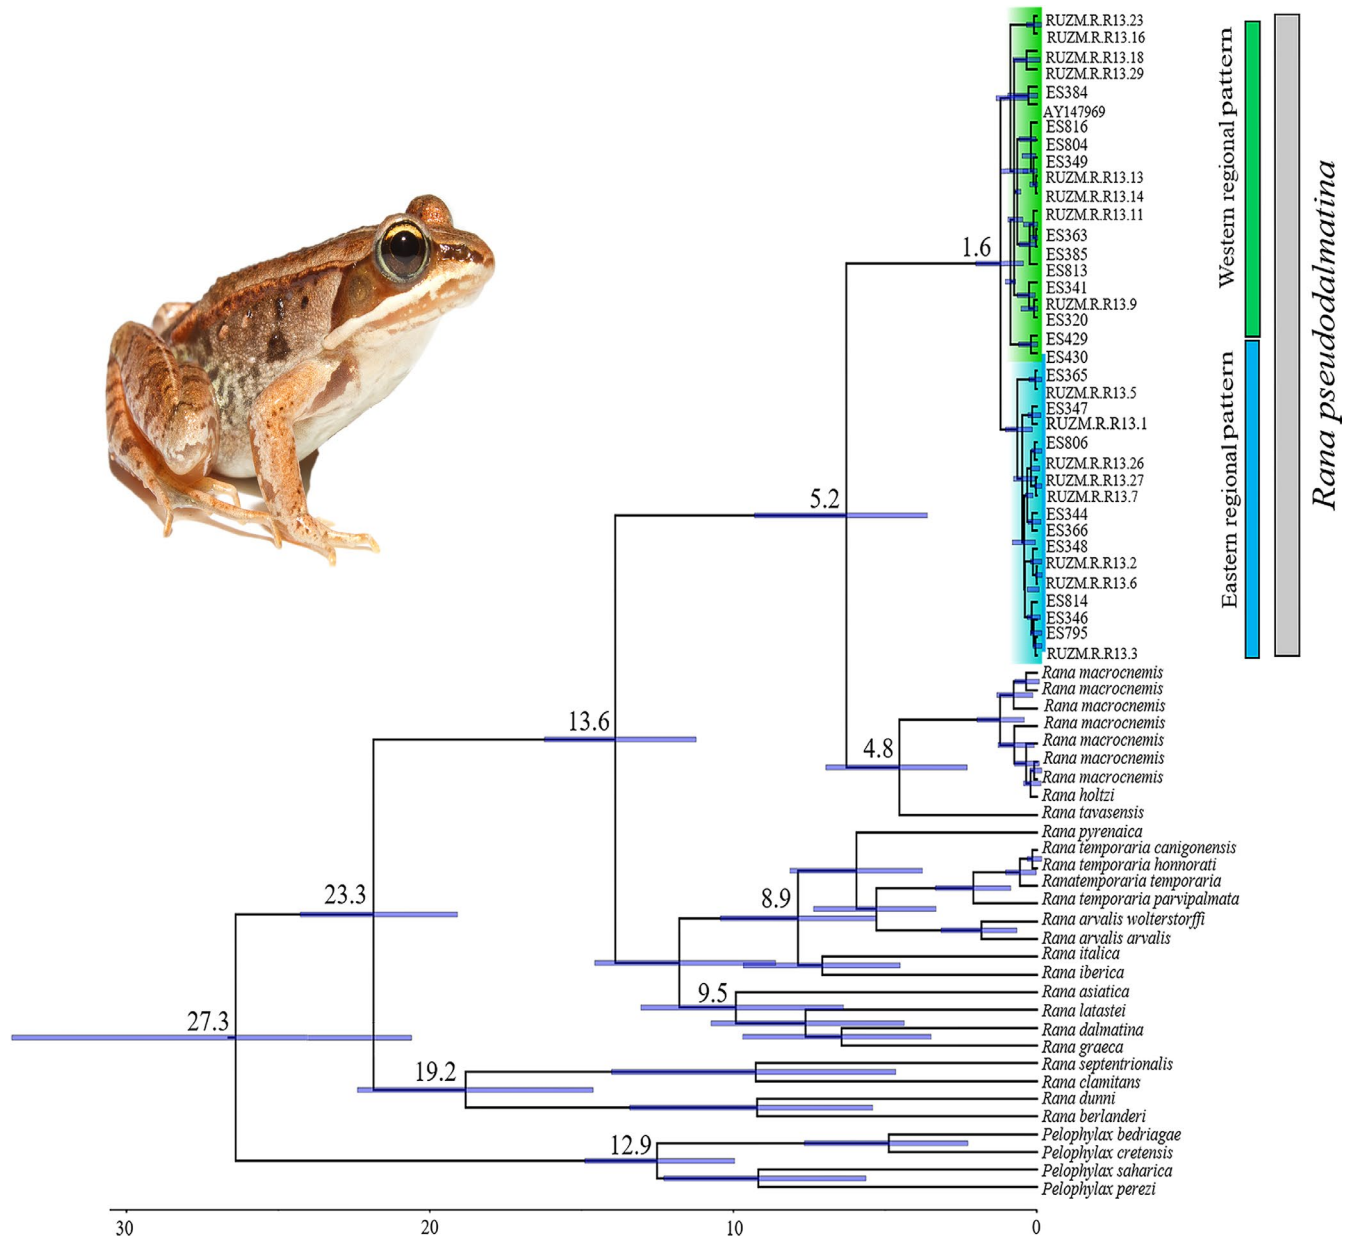 RUZM.R.R13.23
RUZM.R.R13.16
RUZM.R.R13.18
RUZM.R.R13.29
ES384
AY147969
ES816
ES804
ES349
RUZM.R.R13.13
RUZM.R.R13.14
RUZM.R.R13.11
ES363
ES385
ES813
ES341
RUZM.R.R13.9
ES320
ES429
ES430
ES365
RUZM.R.R13.5
ES347
RUZM.R.R13.1
ES806
RUZM.R.R13.26
RUZM.R.R13.27
RUZM.R.R13.7
ES344
ES366
ES348
RUZM.R.R13.2
RUZM.R.R13.6
ES814
ES346
ES795
RUZM.R.R13.3
Western regional pattern
Eastern regional pattern
Rana pseudodalmatina
Rana macrocnemis
Rana macrocnemis
Rana macrocnemis
Rana macrocnemis
Rana macrocnemis
Rana macrocnemis
Rana macrocnemis
Rana holtzi
Rana tavasensis
Rana pyrenaica
Rana temporaria canigonensis
Rana temporaria honnorati
Ranatemporaria temporaria
Rana temporaria parvipalmata
Rana arvalis wolterstorffi
Rana arvalis arvalis
Rana italica
Rana iberica
Rana asiatica
Rana latastei
Rana dalmatina
Rana graeca
Rana septentrionalis
Rana clamitans
Rana dunni
Rana berlanderi
Pelophylax bedriagae
Pelophylax cretensis
Pelophylax saharica
Pelophylax perezi
1.6
5.2
13.6
4.8
23.3
8.9
9.5
27.3
19.2
12.9
30 20 10 0